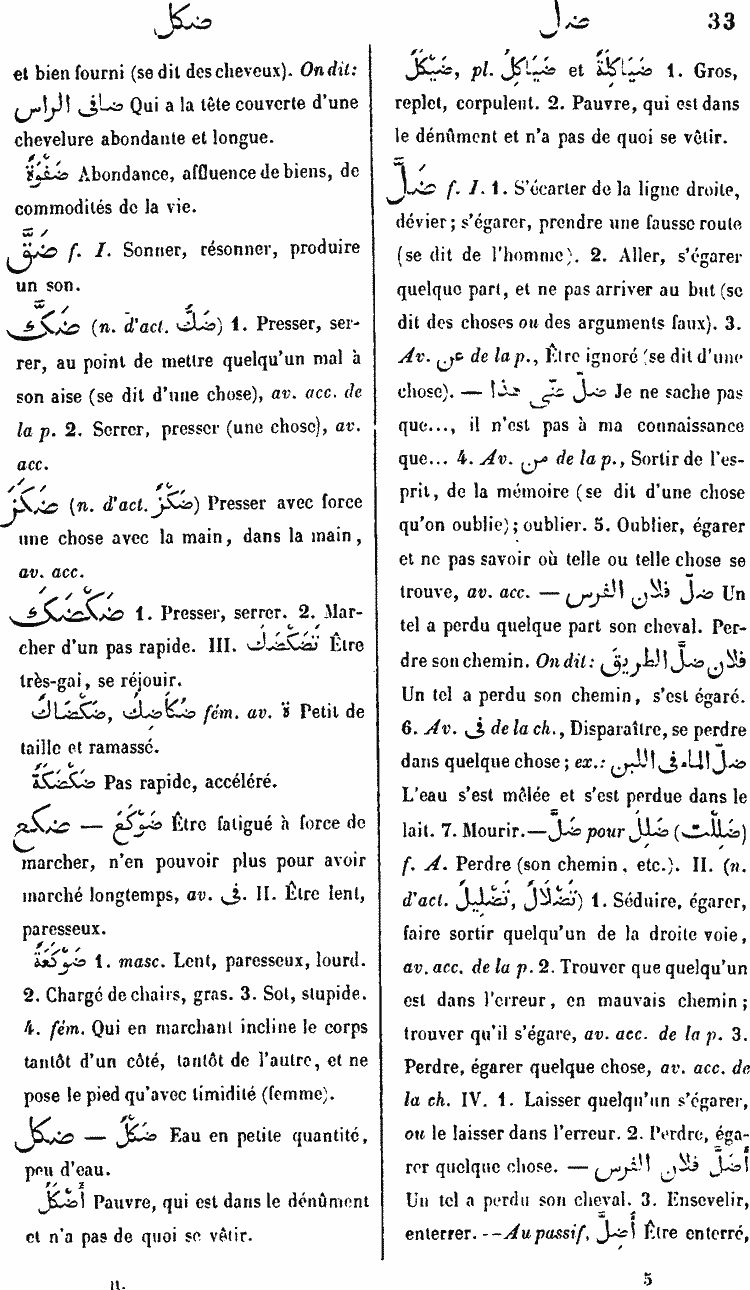 ضكل
ضل
33
et bien fourni (se dit des cheveux). On dit:
ضافى الراس Qui a la tête couverte d'une
chevelure abondante et longue.
ضَفْوَةٌ Abondance, affluence de biens, de
commodités de la vie.
ضَقَّ f. I. Sonner, résonner, produire
un son.
ضَكَّ (n. d'act. ضَكٌّ) 1. Presser, ser-
rer, au point de mettre quelqu'un mal à
son aise (se dit d'une chose), av. acc. de
la p. 2. Serrer, presser (une chose), av.
acc.
ضَكَزَ (n. d'act. ضَكْزٌ) Presser avec force
une chose avec la main, dans la main,
av. acc.
ضَكْضَكَ 1. Presser, serrer. 2. Mar-
cher d'un pas rapide. III. تَضَكْضَكَ Être
très-gai, se réjouir.
ضَكْضَاكٌ, ضُكَاضِكٌ fém. av. ة Petit de
taille et ramassé.
ضَكْضَكَةٌ Pas rapide, accéléré.
ضكع — ضَوْكَعَ Être fatigué à force de
marcher, n'en pouvoir plus pour avoir
marché longtemps, av. فى. II. Être lent,
paresseux.
ضَوْكَعَةٌ 1. masc. Lent, paresseux, lourd.
2. Chargé de chairs, gras. 3. Sot, stupide.
4. fém. Qui en marchant incline le corps
tantôt d'un côté, tantôt de l'autre, et ne
pose le pied qu'avec timidité (femme).
ضكل — ضَكْلٌ Eau en petite quantité,
peu d'eau.
أَضْكَلُ Pauvre, qui est dans le dénûment
et n'a pas de quoi se vêtir.
II.
ضَيْكَلٌ, pl. ضَيَاكِلُ et ضَيَاكِلَةٌ 1. Gros,
replet, corpulent. 2. Pauvre, qui est dans
le dénûment et n'a pas de quoi se vêtir.
ضَلَّ f. I. 1. S'écarter de la ligne droite,
dévier; s'égarer, prendre une fausse route
(se dit de l'homme). 2. Aller, s'égarer
quelque part, et ne pas arriver au but (se
dit des choses ou des arguments faux). 3.
Av. عن de la p., Être ignoré (se dit d'une
chose). — ضلّ عنّى هذا Je ne sache pas
que..., il n'est pas à ma connaissance
que... 4. Av. من de la p., Sortir de l'es-
prit, de la mémoire (se dit d'une chose
qu'on oublie); oublier. 5. Oublier, égarer
et ne pas savoir où telle ou telle chose se
trouve, av. acc. — ضلّ فلان الفرس Un
tel a perdu quelque part son cheval. Per-
dre son chemin. On dit: فلان ضلَّ الطريقَ
Un tel a perdu son chemin, s'est égaré.
6. Av. فى de la ch., Disparaître, se perdre
dans quelque chose; ex.: ضلّ الماء فى اللبن
L'eau s'est mêlée et s'est perdue dans le
lait. 7. Mourir.—ضَلَّ pour ضَلِلَ (ضَلِلْت)
f. A. Perdre (son chemin, etc.). II. (n.
d'act. تَضْلِيلٌ, تَضْلَالٌ) 1. Séduire, égarer,
faire sortir quelqu'un de la droite voie,
av. acc. de la p. 2. Trouver que quelqu'un
est dans l'erreur, en mauvais chemin;
trouver qu'il s'égare, av. acc. de la p. 3.
Perdre, égarer quelque chose, av. acc. de
la ch. IV. 1. Laisser quelqu'un s'égarer,
ou le laisser dans l'erreur. 2. Perdre, éga-
rer quelque chose. — أَضَلَّ فلان الفرس
Un tel a perdu son cheval. 3. Ensevelir,
enterrer. -- Au passif, أُضِلَّ Être enterré,
5